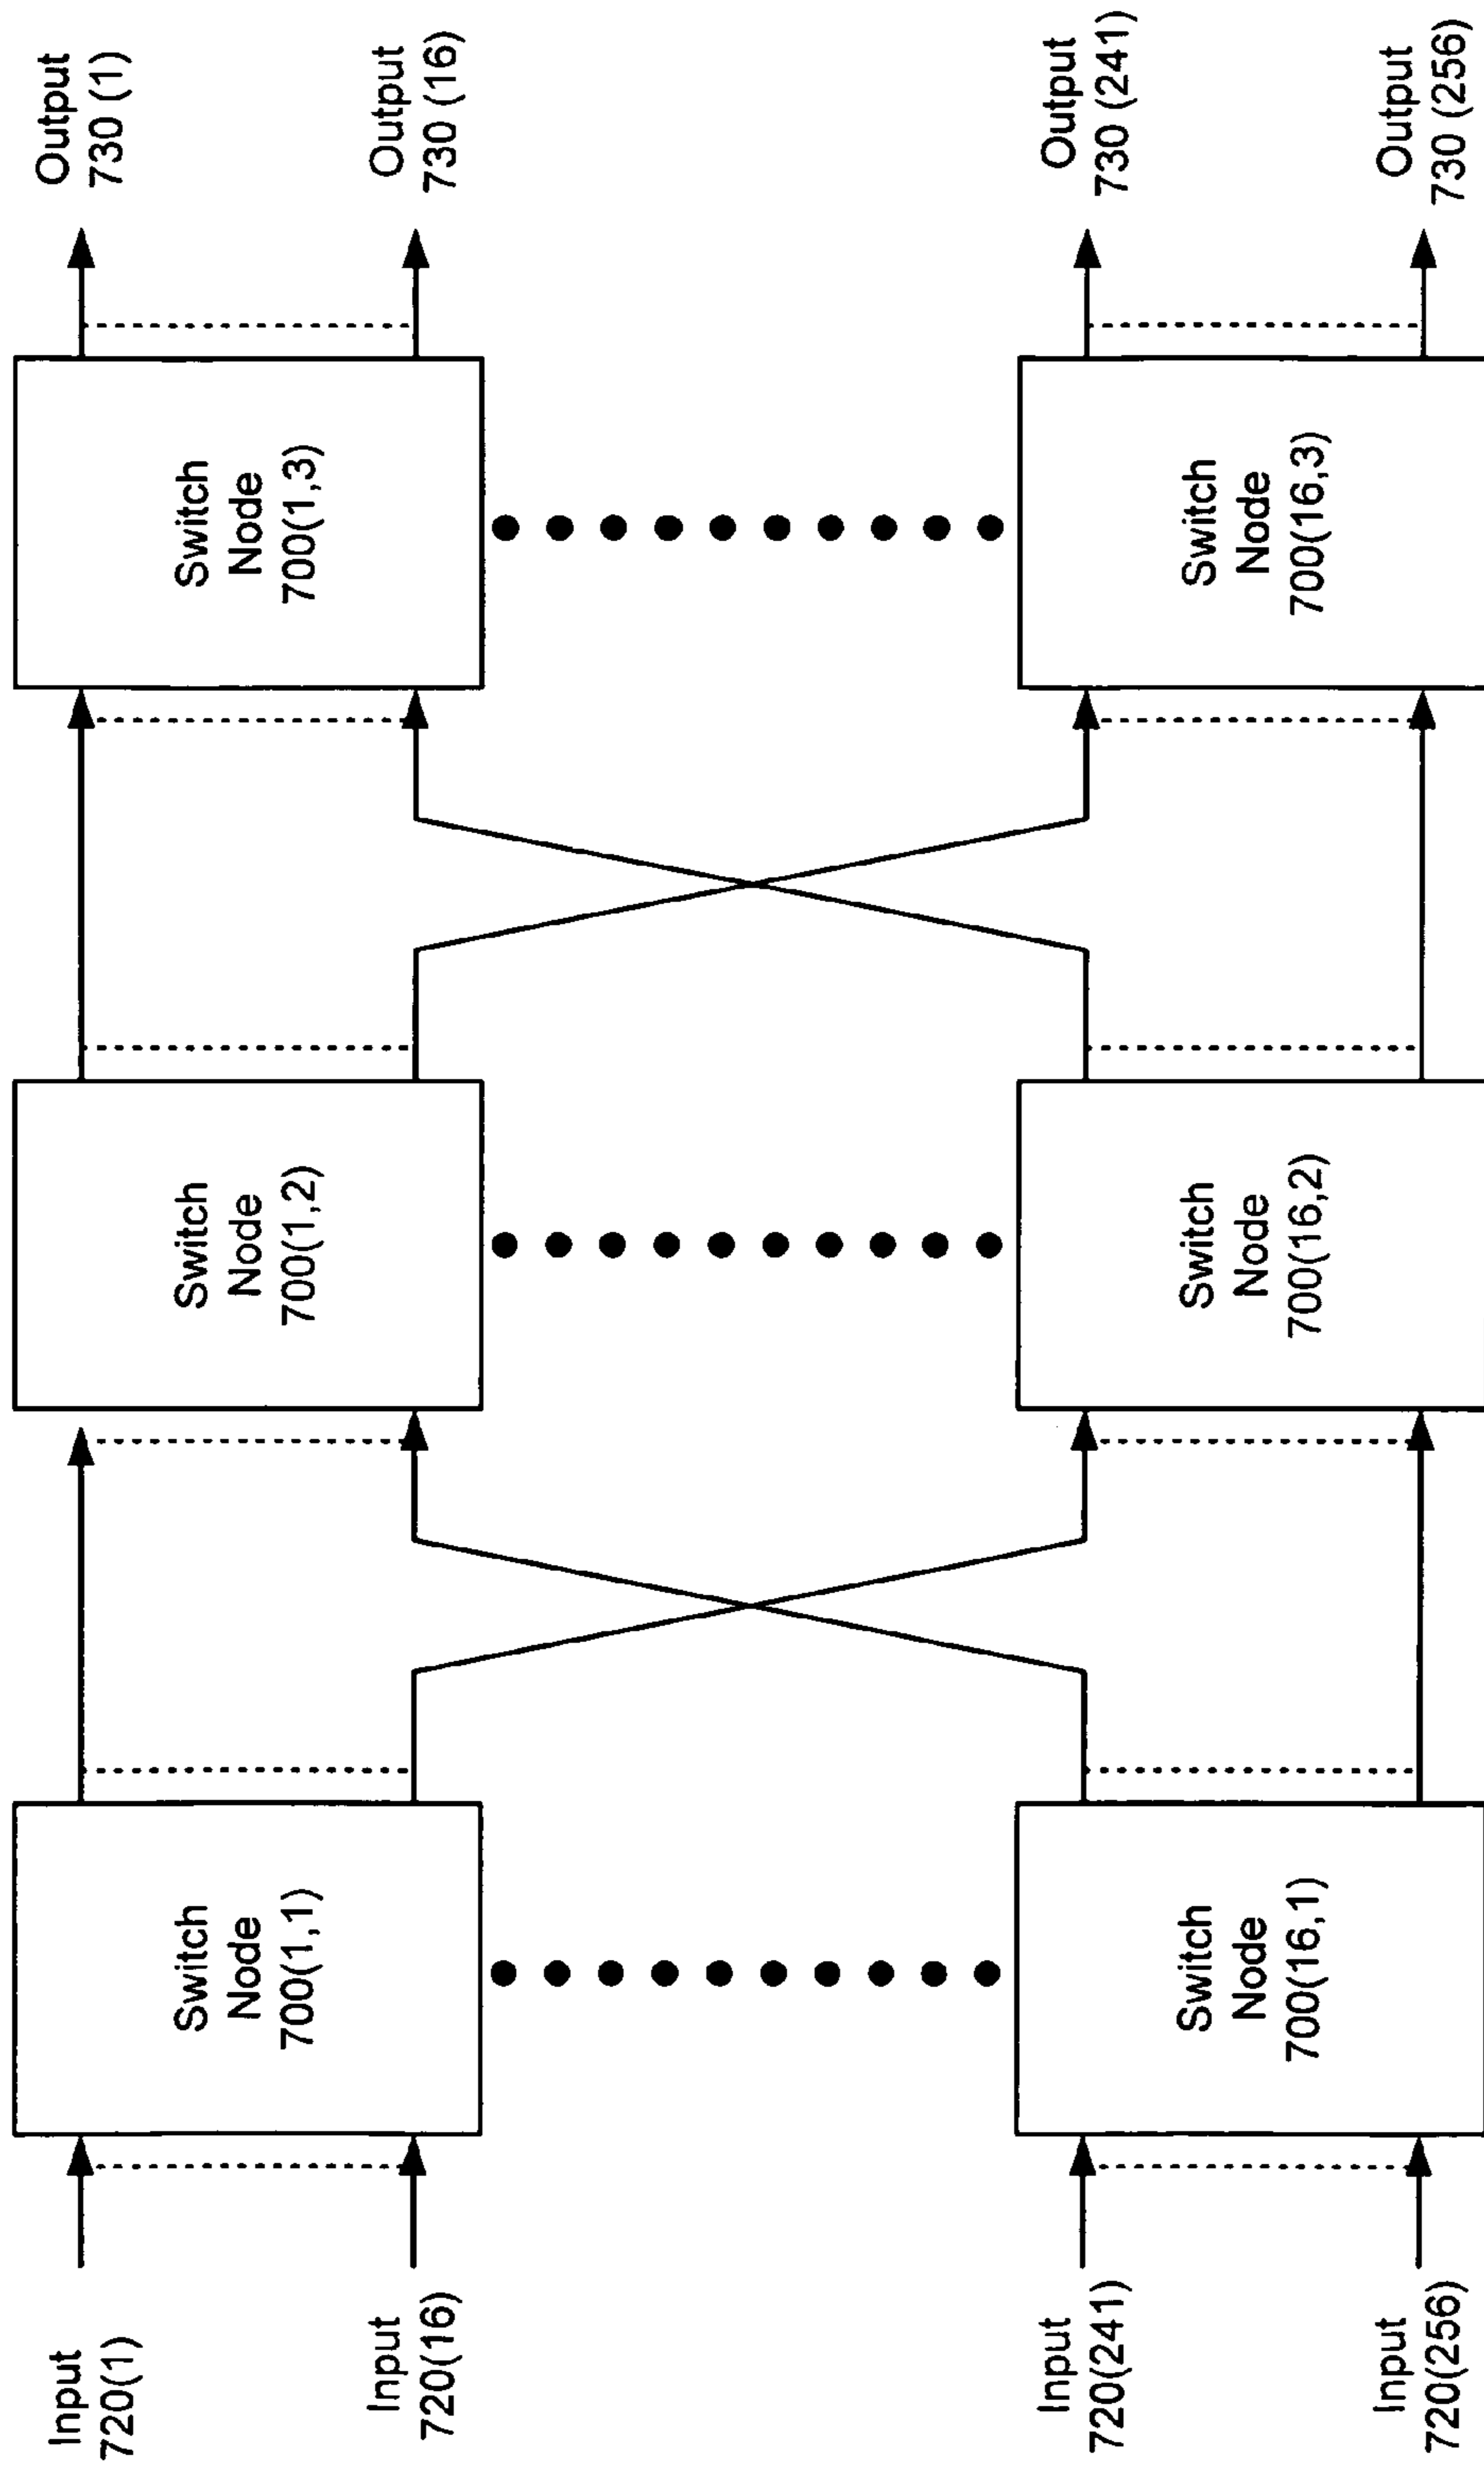 Input
720(1)
Input
720(16)
Input
720(241)
Input
720(256)
Switch
Node
700(1,1)
Switch
Node
700(16,1)
Switch
Node
700(1,2)
Switch
Node
700(16,2)
Switch
Node
700(1,3)
Switch
Node
700(16,3)
Output
730 (1)
Output
730 (16)
Output
730 (241)
Output
730 (256)